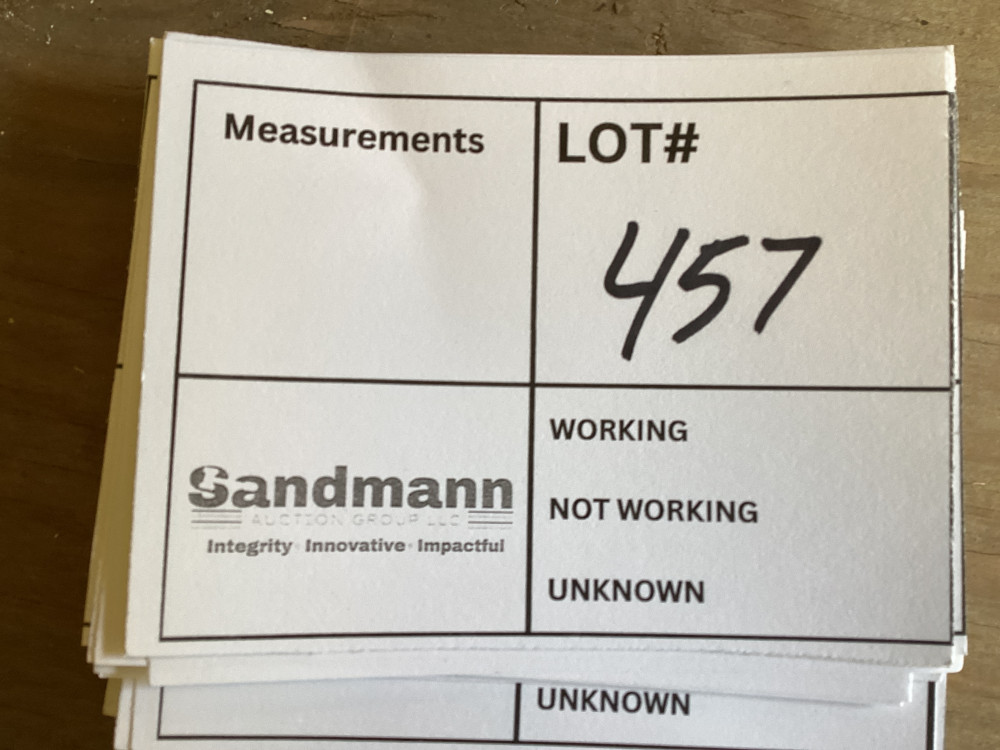 Measurements
LOT#
457
Sandmann
AUCTION GROUP LLC
Integrity Innovative Impactful
WORKING
NOT WORKING
UNKNOWN
UNKNOWN